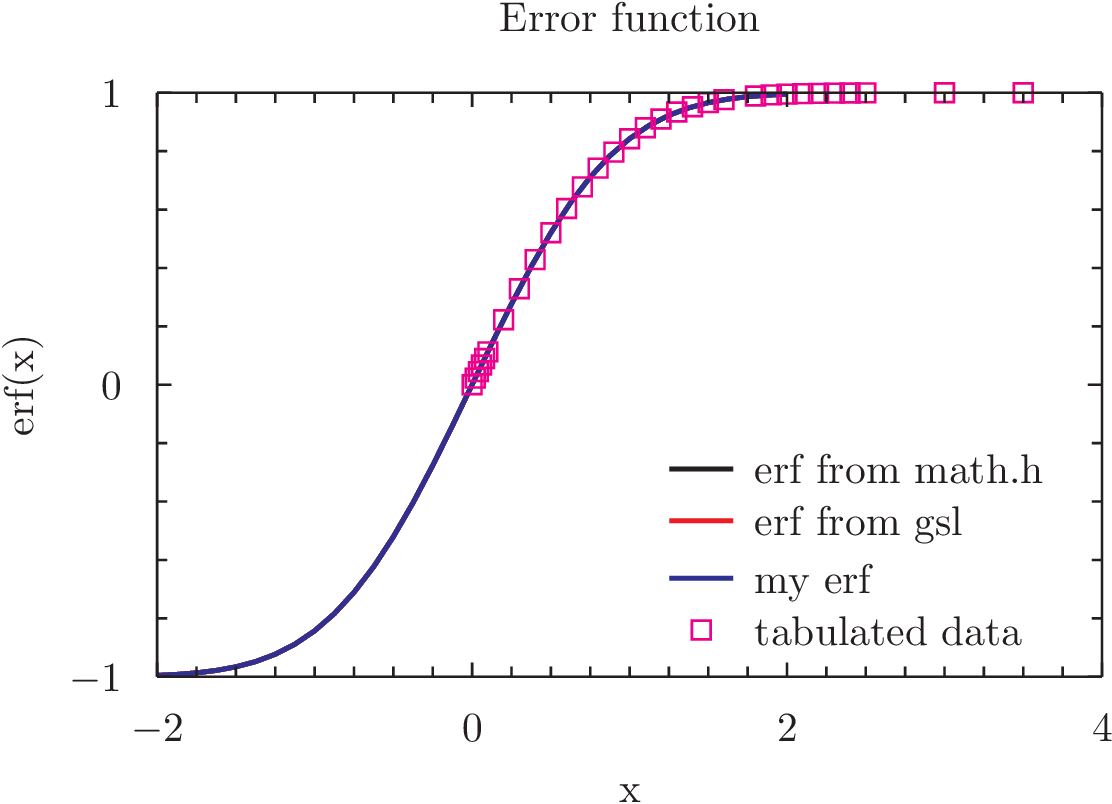 Error function
1
0
−1
erf(x)
erf from math.h
erf from gsl
my erf
tabulated data
−2 0 2 4
x